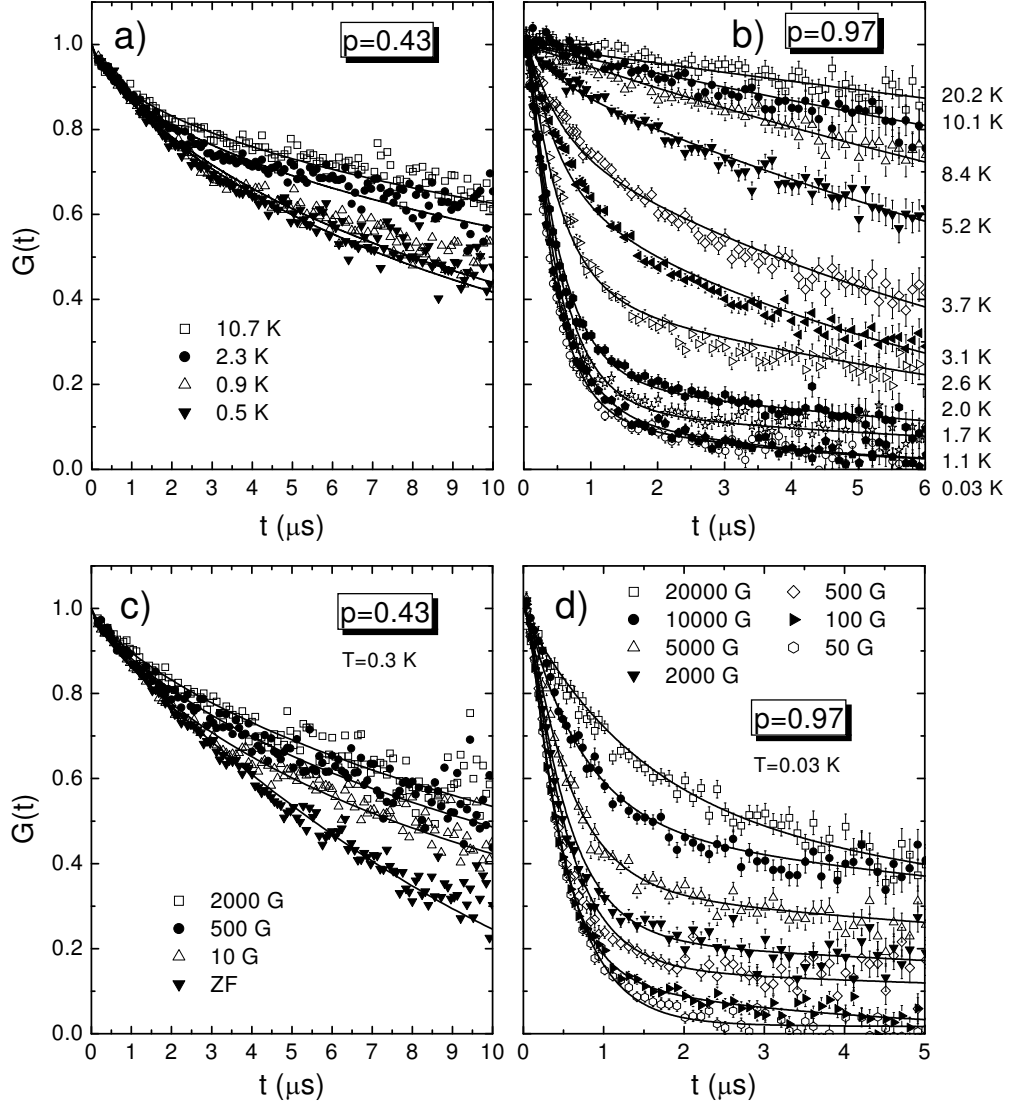 a)
p=0.43
1.0
0.8
0.6
0.4
0.2
0.0
G(t)
10.7 K
2.3 K
0.9 K
0.5 K
0 1 2 3 4 5 6 7 8 9 10
t (μs)
b)
p=0.97
20.2 K
10.1 K
8.4 K
5.2 K
3.7 K
3.1 K
2.6 K
2.0 K
1.7 K
1.1 K
0.03 K
0 1 2 3 4 5 6
t (μs)
c)
p=0.43
T=0.3 K
1.0
0.8
0.6
0.4
0.2
0.0
G(t)
2000 G
500 G
10 G
ZF
0 1 2 3 4 5 6 7 8 9 10
t (μs)
d)
20000 G
10000 G
5000 G
2000 G
500 G
100 G
50 G
p=0.97
T=0.03 K
0 1 2 3 4 5
t (μs)